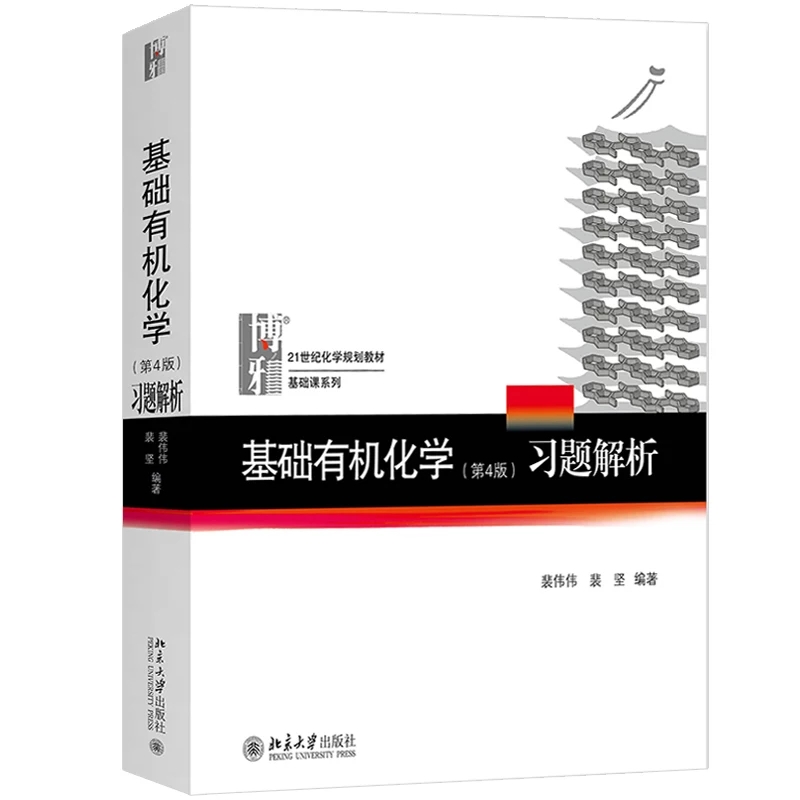 博雅
基础有机化学
(第4版)
习题解析
裴伟伟
裴 坚 编著
北京大学出版社
PEKING UNIVERSITY PRESS
博雅®
21世纪化学规划教材
基础课系列
基础有机化学(第4版) 习题解析
裴伟伟 裴 坚 编著
北京大学出版社
PEKING UNIVERSITY PRESS